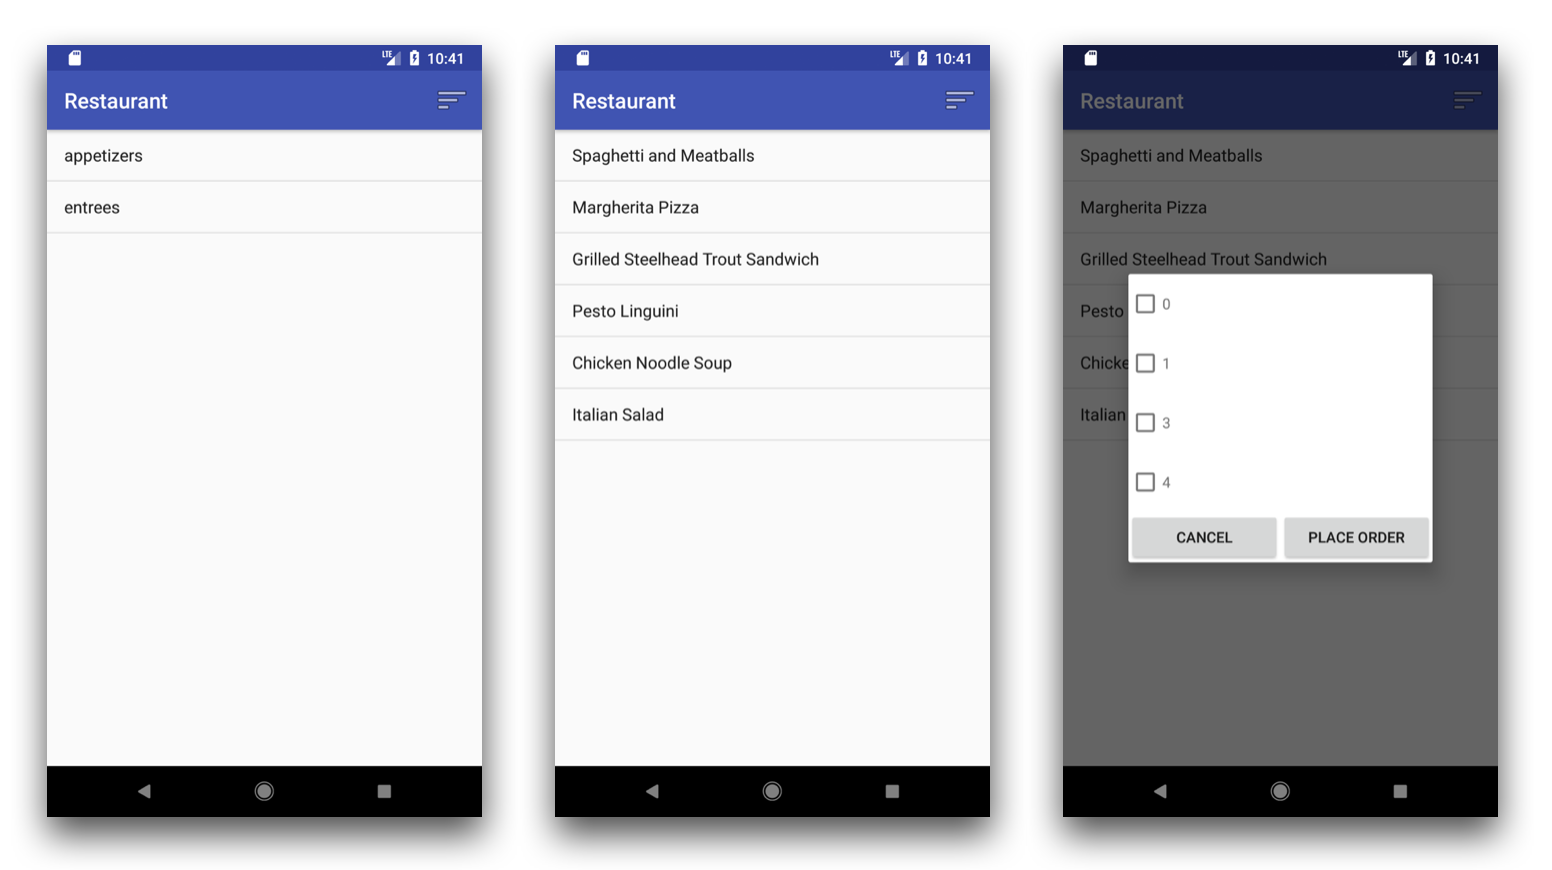 LTE 10:41
Restaurant
appetizers
entrees
LTE 10:41
Restaurant
Spaghetti and Meatballs
Margherita Pizza
Grilled Steelhead Trout Sandwich
Pesto Linguini
Chicken Noodle Soup
Italian Salad
LTE 10:41
Restaurant
Spaghetti and Meatballs
Margherita Pizza
Grilled Steelhead Trout Sandwich
Pesto
Chicke
Italian
0
1
3
4
CANCEL PLACE ORDER